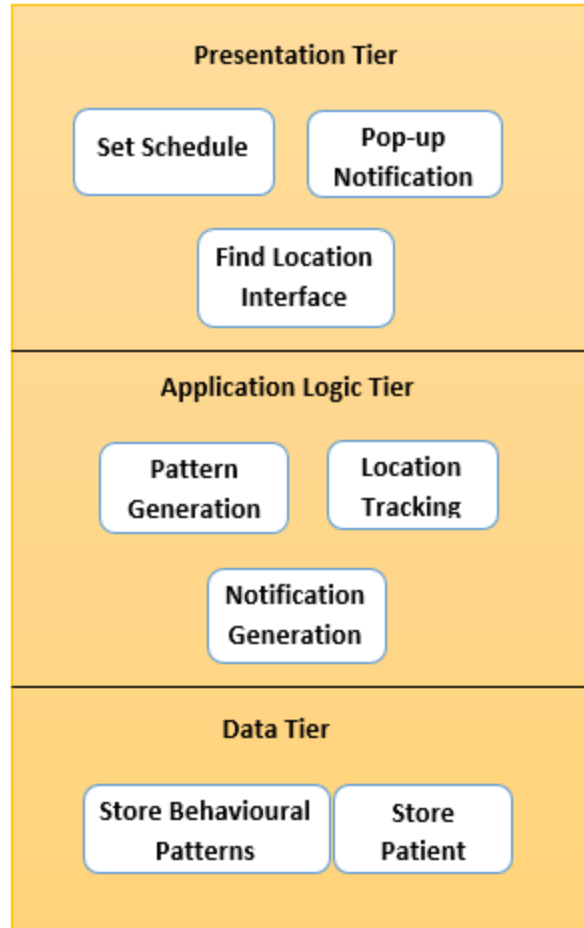 Presentation Tier
Set Schedule
Pop-up
Notification
Find Location
Interface
Application Logic Tier
Pattern
Generation
Location
Tracking
Notification
Generation
Data Tier
Store Behavioural
Patterns
Store
Patient